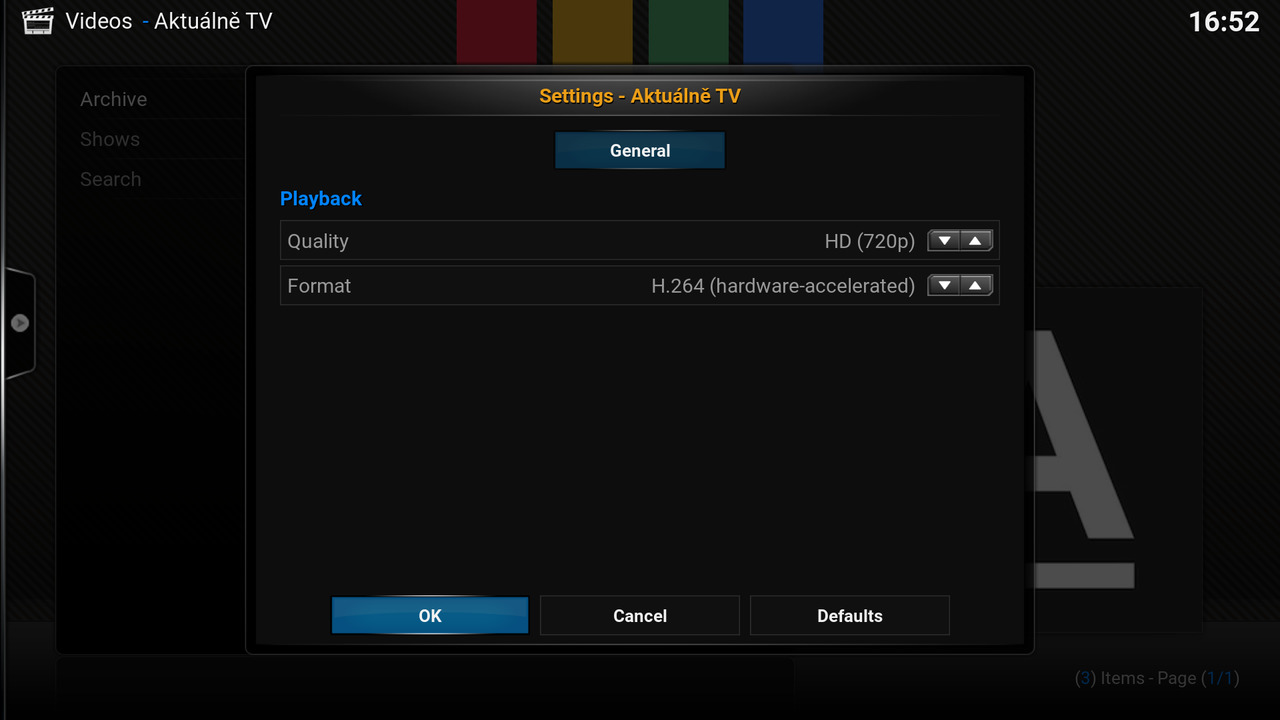 Videos - Aktuálně TV
16:52
Archive
Shows
Search
Settings - Aktuálně TV
General
Playback
Quality HD (720p)
Format H.264 (hardware-accelerated)
OK Cancel Defaults
A
(3) Items - Page (1/1)